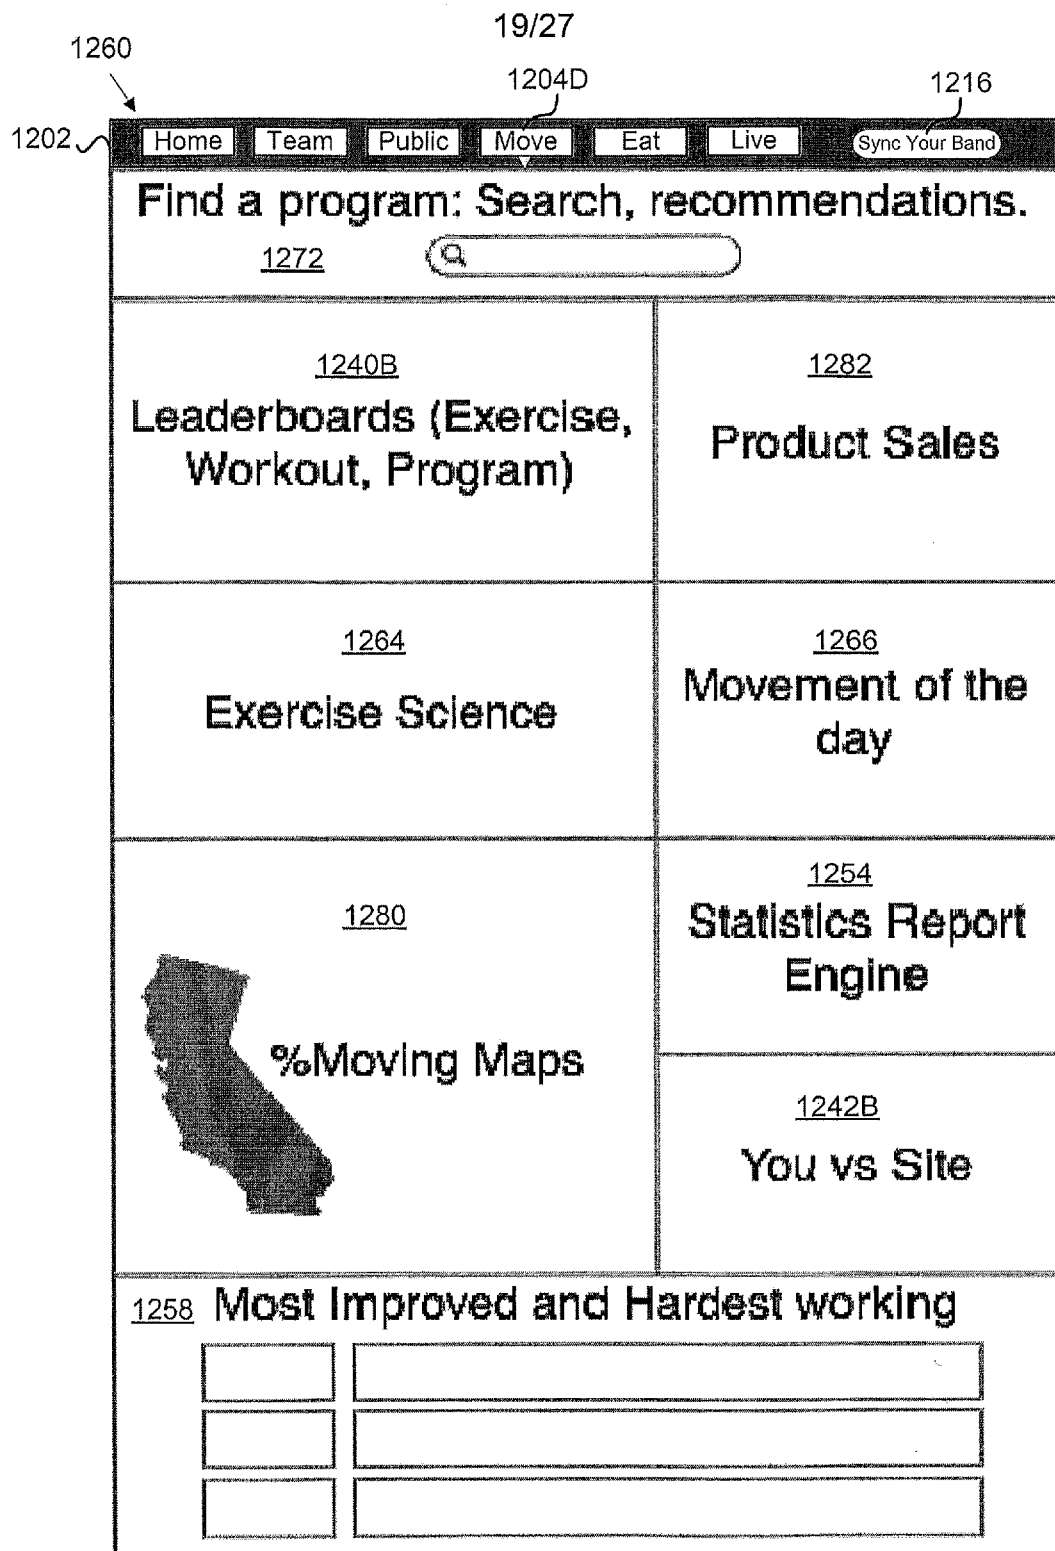 19/27
1260
1204D
1216
1202
Home Team Public Move Eat Live Sync Your Band
Find a program: Search, recommendations.
1272
1240B
Leaderboards (Exercise,
Workout, Program)
1282
Product Sales
1264
Exercise Science
1266
Movement of the
day
1280
%Moving Maps
1254
Statistics Report
Engine
1242B
You vs Site
1258 Most Improved and Hardest working